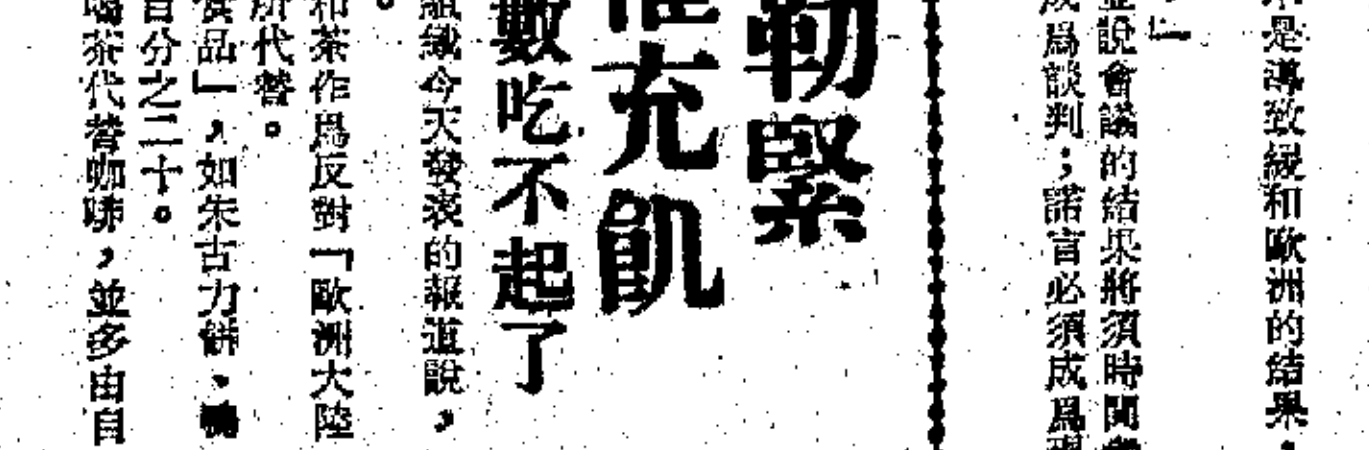 是導致緩和歐洲的結果，
」
說會議的結果將須時間
成爲談判；諾言必須成爲
勒緊
充飢
數吃不起了
組織今天發表的報道說，
。
和茶作爲反對「歐洲大陸
所代替。
品」，如朱古力餅、
百分之二十。
喝茶代替咖啡，並多由自